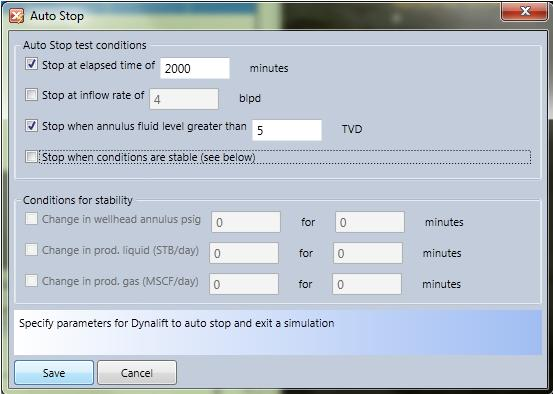 Auto Stop
Auto Stop test conditions
Stop at elapsed time of 2000 minutes
Stop at inflow rate of 4 blpd
Stop when annulus fluid level greater than 5 TVD
Stop when conditions are stable (see below)
Conditions for stability
Change in wellhead annulus psig 0 for 0 minutes
Change in prod. liquid (STB/day) 0 for 0 minutes
Change in prod. gas (MSCF/day) 0 for 0 minutes
Specify parameters for Dynalift to auto stop and exit a simulation
Save Cancel